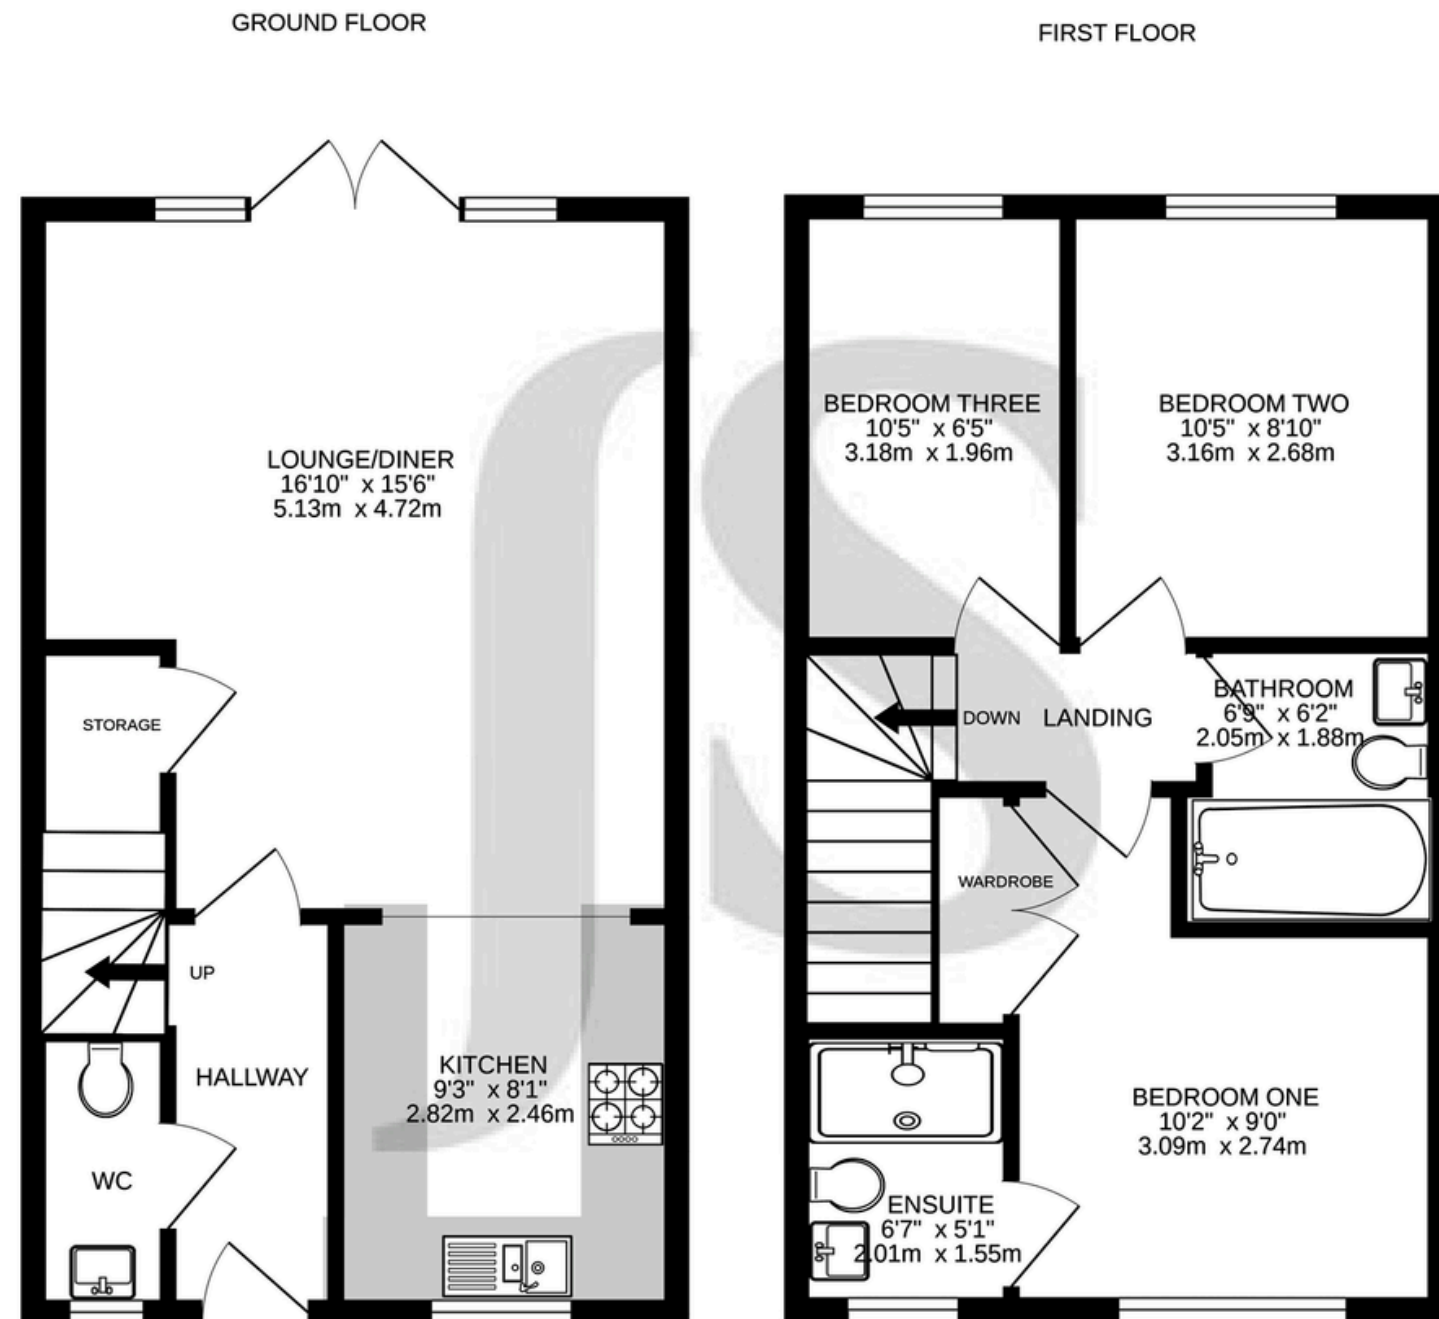 GROUND FLOOR
LOUNGE/DINER
16'10" x 15'6"
5.13m x 4.72m
STORAGE
UP
HALLWAY
KITCHEN
9'3" x 8'1"
2.82m x 2.46m
WC
FIRST FLOOR
BEDROOM THREE
10'5" x 6'5"
3.18m x 1.96m
BEDROOM TWO
10'5" x 8'10"
3.16m x 2.68m
DOWN
LANDING
BATHROOM
6'9" x 6'2"
2.05m x 1.88m
WARDROBE
BEDROOM ONE
10'2" x 9'0"
3.09m x 2.74m
ENSUITE
6'7" x 5'1"
2.01m x 1.55m
JS